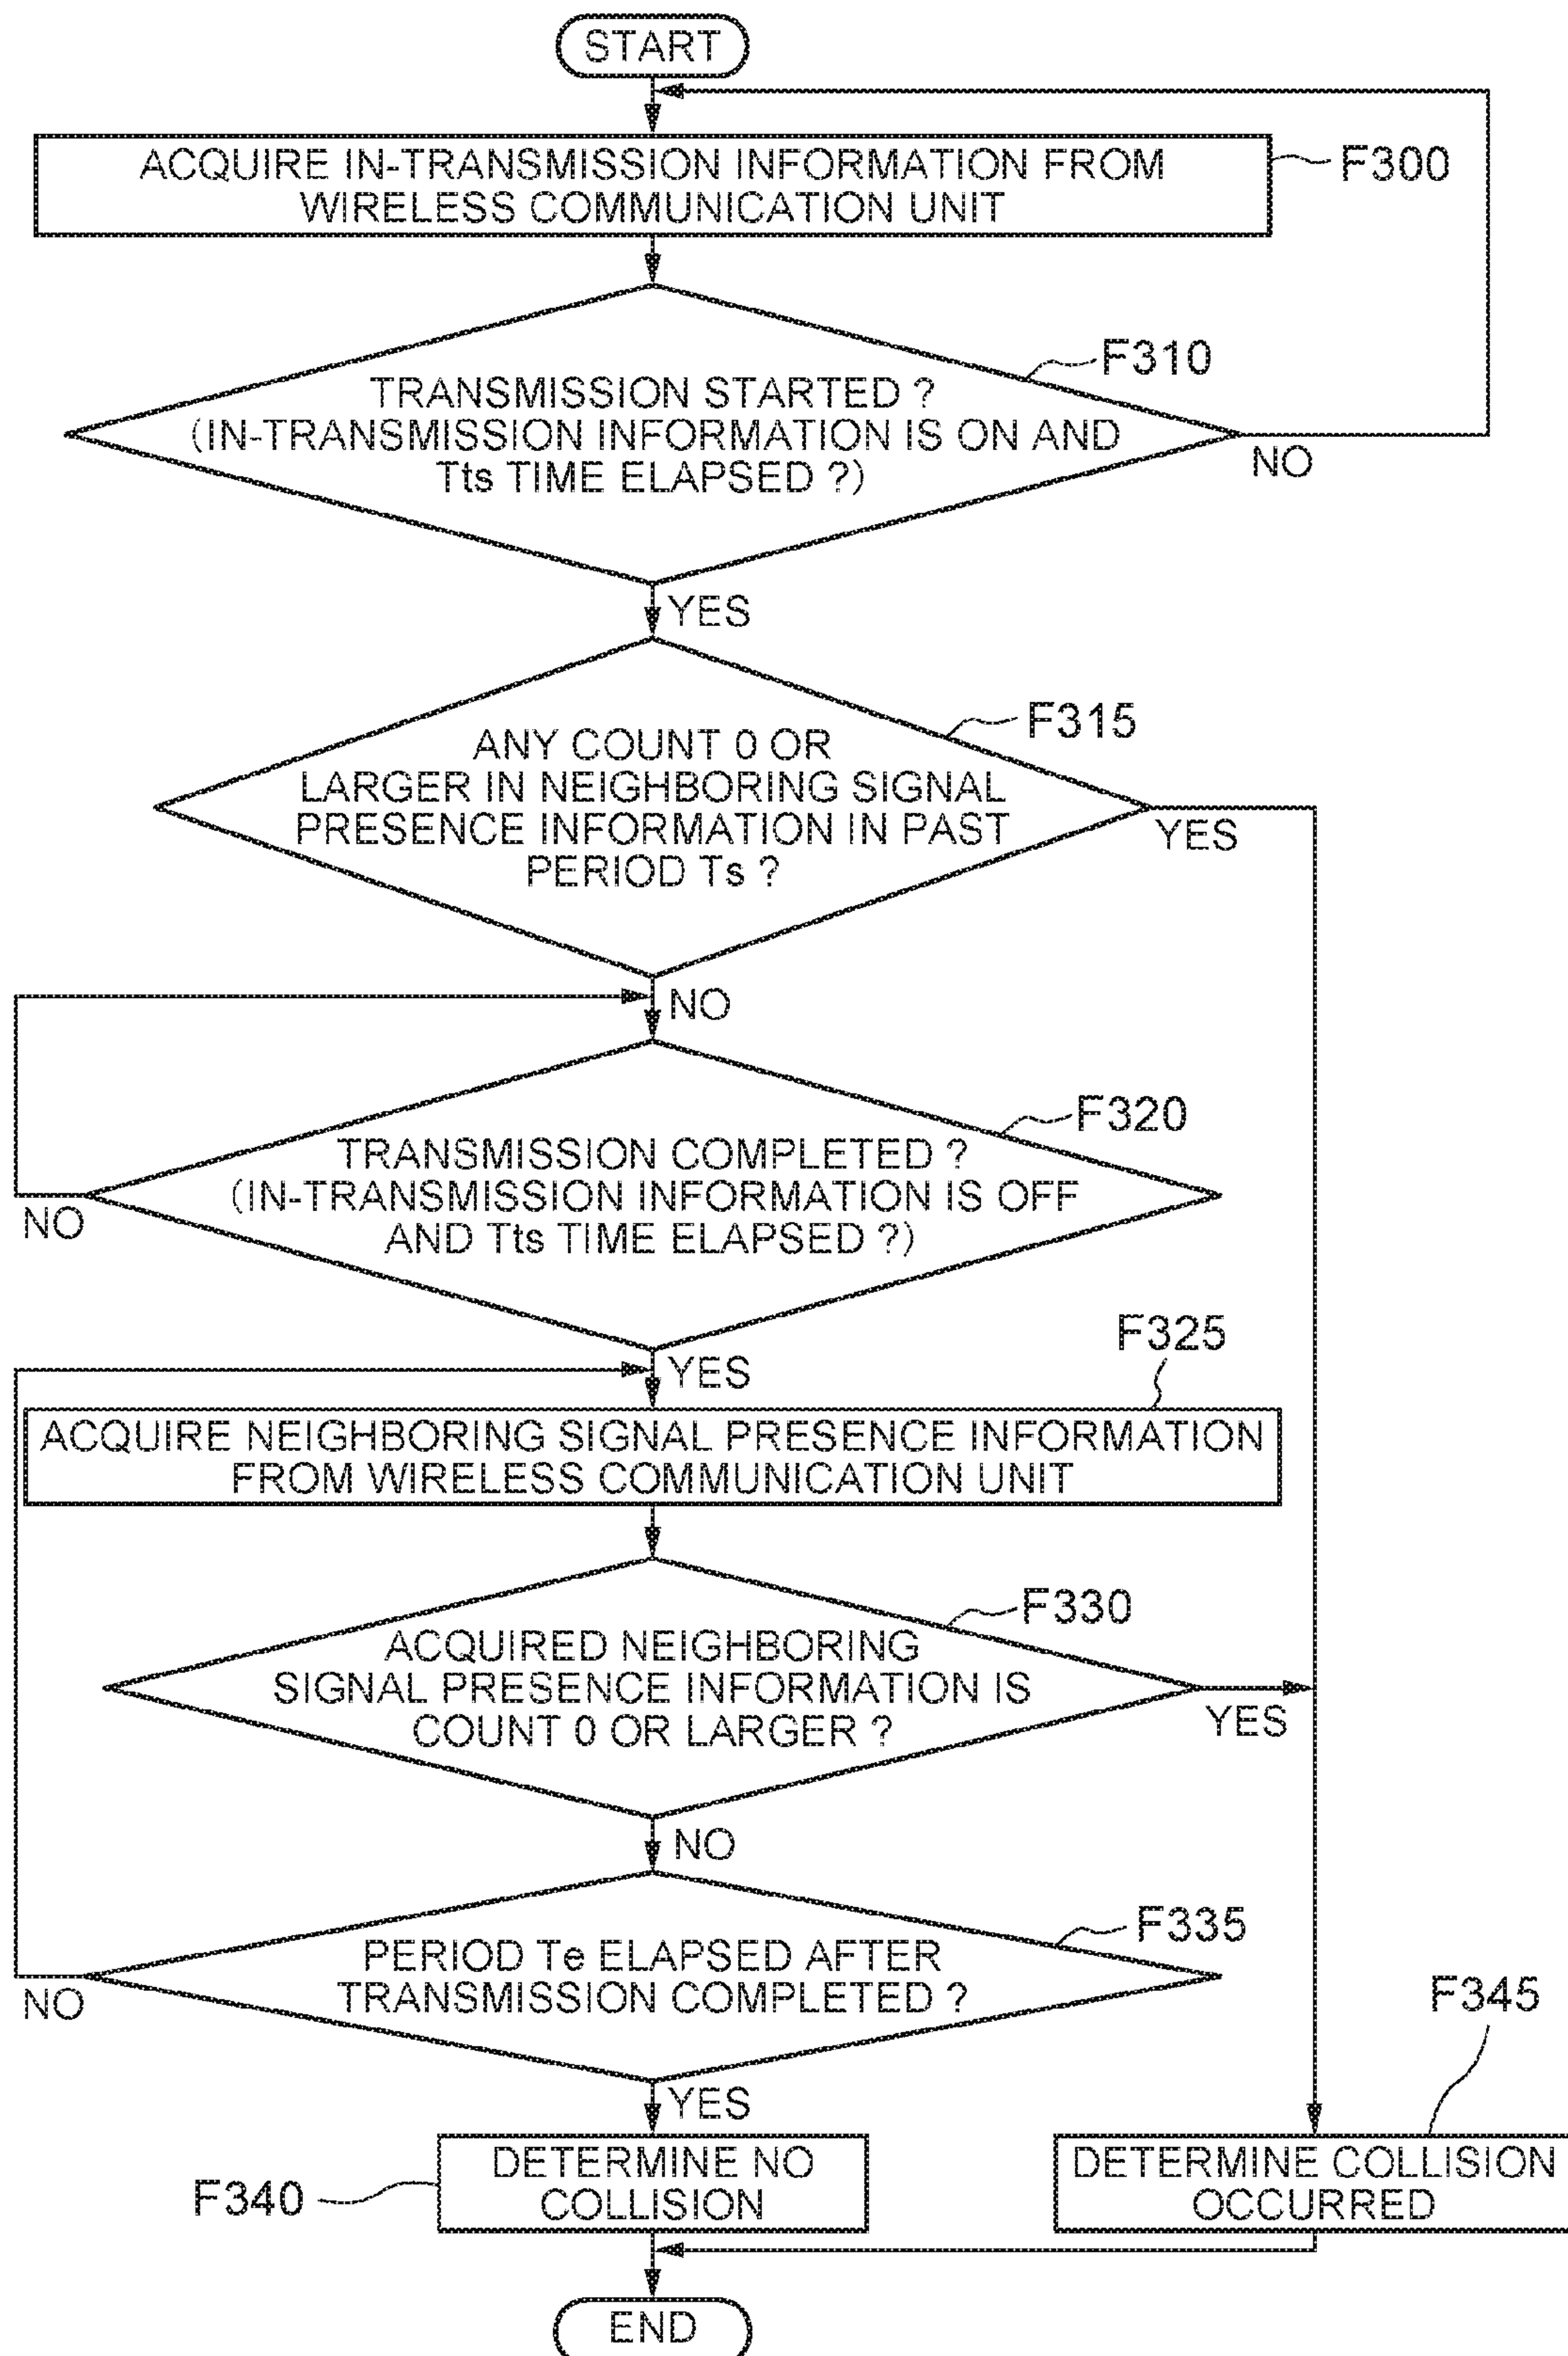 START
ACQUIRE IN-TRANSMISSION INFORMATION FROM
WIRELESS COMMUNICATION UNIT
F300
F310
TRANSMISSION STARTED ?
(IN-TRANSMISSION INFORMATION IS ON AND
Tts TIME ELAPSED ?)
NO
YES
F315
ANY COUNT 0 OR
LARGER IN NEIGHBORING SIGNAL
PRESENCE INFORMATION IN PAST
PERIOD Ts ?
YES
NO
F320
TRANSMISSION COMPLETED ?
(IN-TRANSMISSION INFORMATION IS OFF
AND Tts TIME ELAPSED ?)
NO
YES
F325
ACQUIRE NEIGHBORING SIGNAL PRESENCE INFORMATION
FROM WIRELESS COMMUNICATION UNIT
F330
ACQUIRED NEIGHBORING
SIGNAL PRESENCE INFORMATION IS
COUNT 0 OR LARGER ?
YES
NO
F335
PERIOD Te ELAPSED AFTER
TRANSMISSION COMPLETED ?
NO
YES
F345
DETERMINE NO
COLLISION
F340
DETERMINE COLLISION
OCCURRED
END